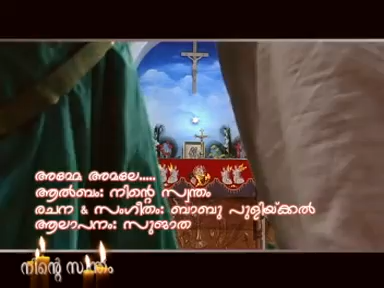 അമ്മേ അമലേ.....
ആൽബം: നിന്റെ സ്വന്തം
രചന & സംഗീതം: ബാബു പുളിയ്ക്കൽ
ആലാപനം: സുജാത
നിന്റെ സ്വന്തം